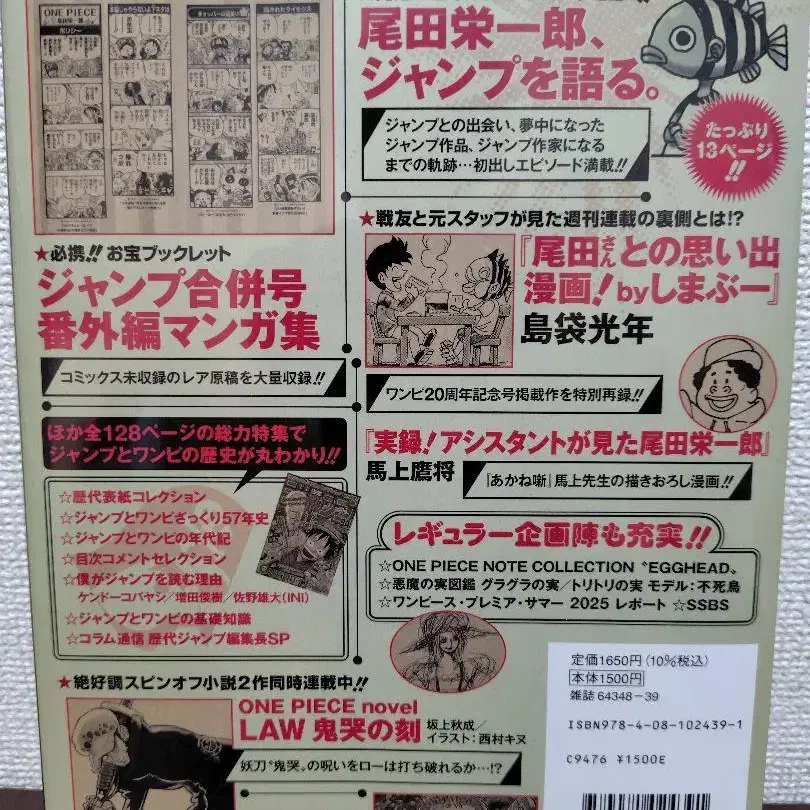 ONE PIECE
尾田栄一郎、
ジャンプを語る。
ジャンプとの出会い、夢中になった
ジャンプ作品、ジャンプ作家になる
までの軌跡…初出しエピソード満載!!
たっぷり
13ページ
!!
★必携!! お宝ブックレット
ジャンプ合併号
番外編マンガ集
コミックス未収録のレア原稿を大量収録!!
★戦友と元スタッフが見た週刊連載の裏側とは!?
『尾田さんとの思い出
漫画!byしまぶー』
島袋光年
ワンピ20周年記念号掲載作を特別再録!!
『実録!アシスタントが見た尾田栄一郎』
馬上鷹将
『あかね噺』馬上先生の描きおろし漫画!!
ほか全128ページの総力特集で
ジャンプとワンピの歴史が丸わかり!!
☆歴代表紙コレクション
☆ジャンプとワンピざっくり57年史
☆ジャンプとワンピの年代記
☆目次コメントセレクション
☆僕がジャンプを読む理由
ケンドーコバヤシ/増田俊樹/佐野雄大(INI)
☆ジャンプとワンピの基礎知識
☆コラム通信 歴代ジャンプ編集長SP
レギュラー企画陣も充実!!
☆ONE PIECE NOTE COLLECTION 〝EGGHEAD〟
☆悪魔の実図鑑 グラグラの実/トリトリの実 モデル:不死鳥
☆ワンピース・プレミア・サマー 2025 レポート ☆SSBS
★絶好調スピンオフ小説2作同時連載中!!
ONE PIECE novel
LAW 鬼哭の刻
坂上秋成/
イラスト:西村キヌ
妖刀〝鬼哭〟の呪いをローは打ち破れるか…!?
定価1650円(10%税込)
本体1500円
雑誌 64348-39
ISBN978-4-08-102439-1
C9476 ¥1500E